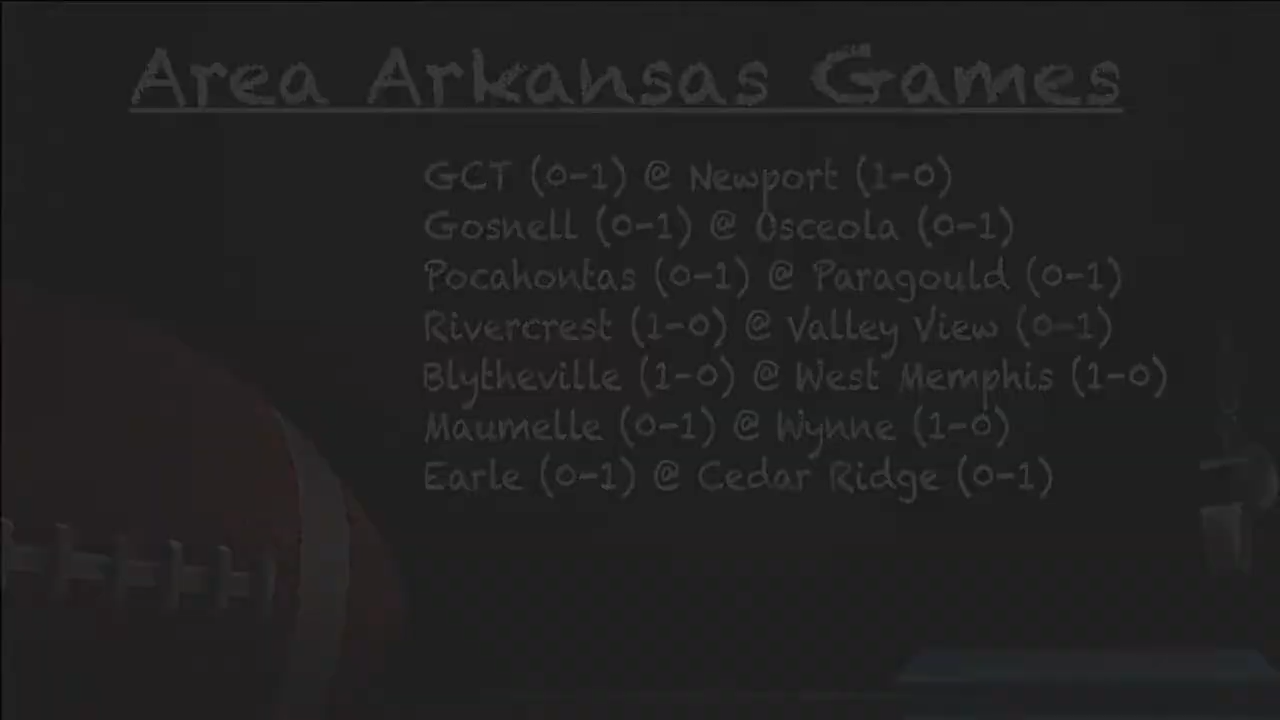 Area Arkansas Games
GCT (0-1) @ Newport (1-0)
Gosnell (0-1) @ Osceola (0-1)
Pocahontas (0-1) @ Paragould (0-1)
Rivercrest (1-0) @ Valley View (0-1)
Blytheville (1-0) @ West Memphis (1-0)
Maumelle (0-1) @ Wynne (1-0)
Earle (0-1) @ Cedar Ridge (0-1)